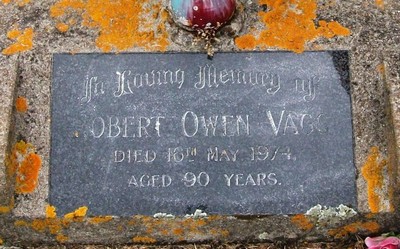 In Loving Memory of
OBERT OWEN VAGG
DIED 16TH MAY 1974.
AGED 90 YEARS.